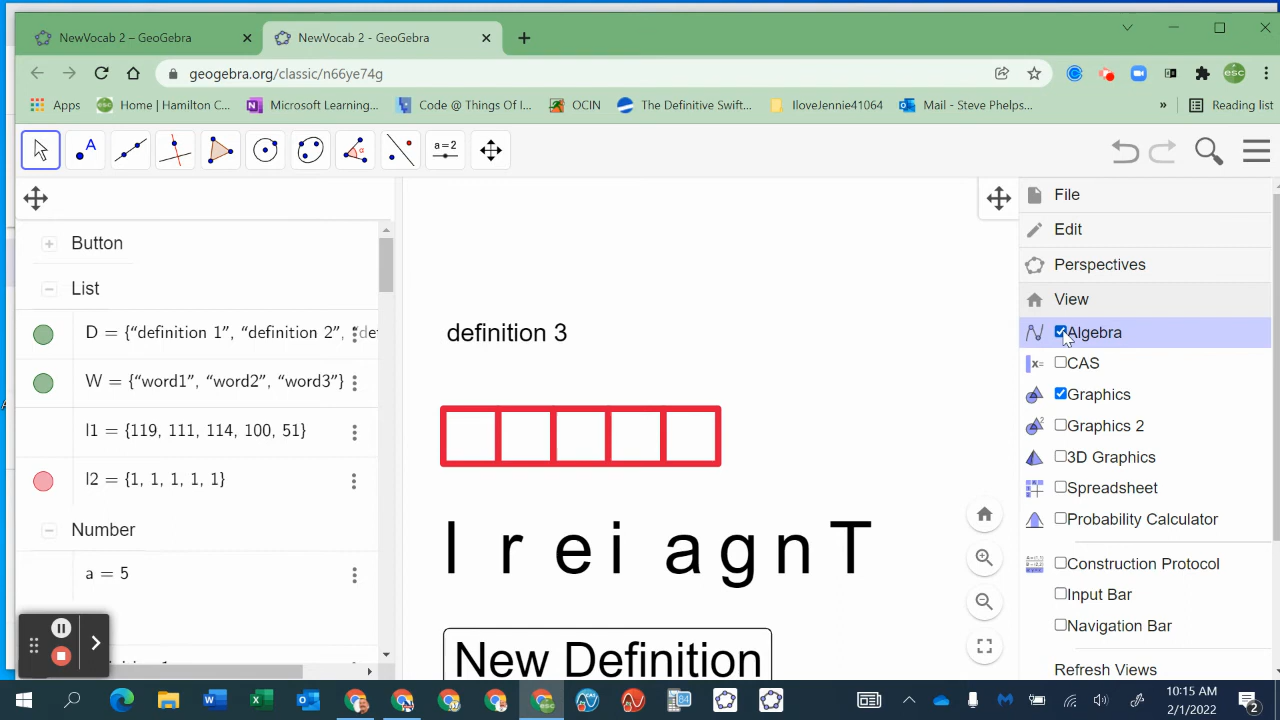 NewVocab 2 – GeoGebra
NewVocab 2 - GeoGebra
geogebra.org/classic/n66ye74g
Apps
Home | Hamilton C...
Microsoft Learning...
Code @ Things Of I...
OCIN
The Definitive Swift...
IloveJennie41064
Mail - Steve Phelps...
Reading list
A
α
a=2
Button
List
D = {“definition 1”, “definition 2”,
W = {“word1”, “word2”, “word3”}
l1 = {119, 111, 114, 100, 51}
l2 = {1, 1, 1, 1, 1}
Number
a = 5
definition 3
l r e i a g n T
New Definition
File
Edit
Perspectives
View
Algebra
CAS
Graphics
Graphics 2
3D Graphics
Spreadsheet
Probability Calculator
Construction Protocol
Input Bar
Navigation Bar
Refresh Views
10:15 AM
2/1/2022
2